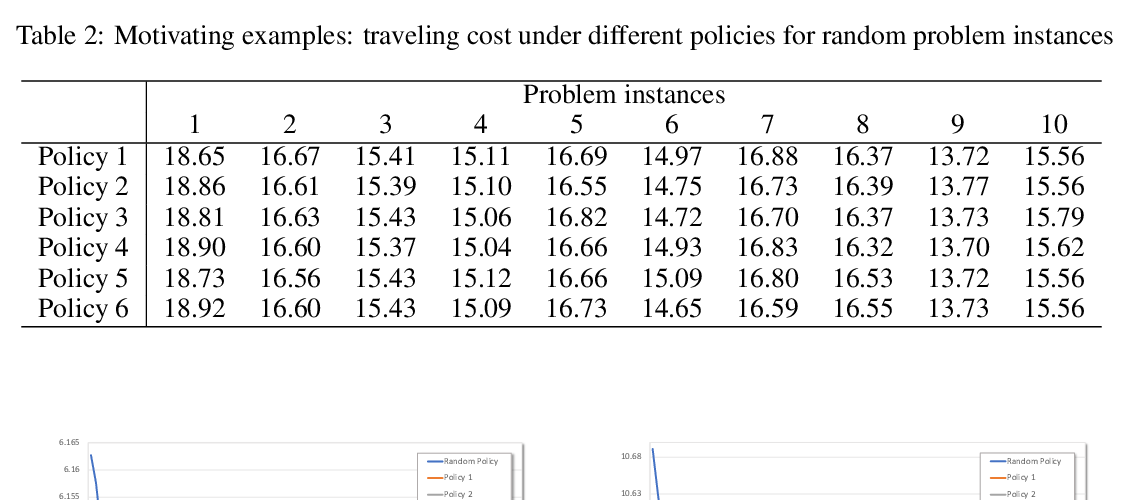 Table 2: Motivating examples: traveling cost under different policies for random problem instances
Problem instances
1 2 3 4 5 6 7 8 9 10
Policy 1 18.65 16.67 15.41 15.11 16.69 14.97 16.88 16.37 13.72 15.56
Policy 2 18.86 16.61 15.39 15.10 16.55 14.75 16.73 16.39 13.77 15.56
Policy 3 18.81 16.63 15.43 15.06 16.82 14.72 16.70 16.37 13.73 15.79
Policy 4 18.90 16.60 15.37 15.04 16.66 14.93 16.83 16.32 13.70 15.62
Policy 5 18.73 16.56 15.43 15.12 16.66 15.09 16.80 16.53 13.72 15.56
Policy 6 18.92 16.60 15.43 15.09 16.73 14.65 16.59 16.55 13.73 15.56
6.165
6.16
6.155
Random Policy
Policy 1
Policy 2
10.68
10.63
Random Policy
Policy 1
Policy 2